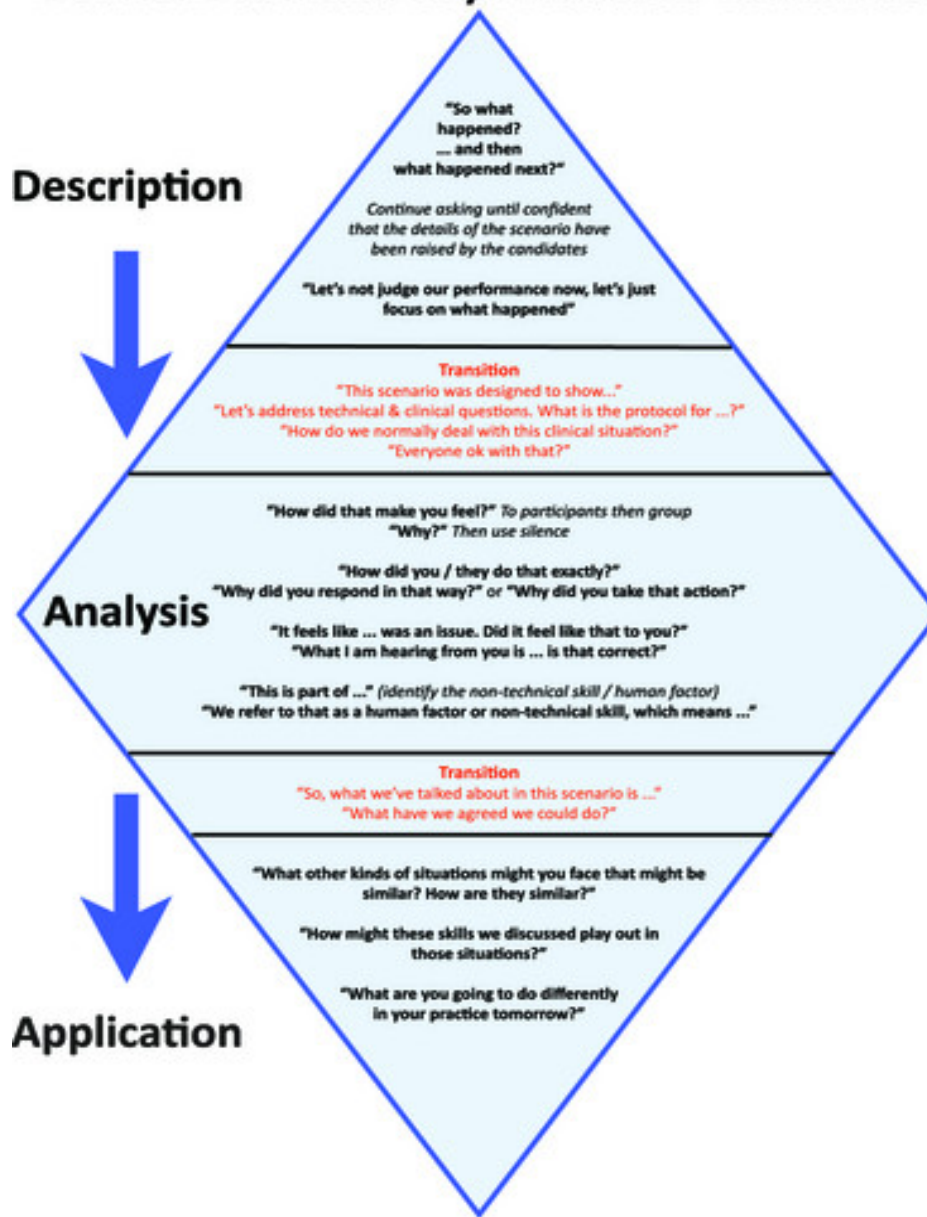 "So what
happened?
... and then
what happened next?"
Description
Continue asking until confident
that the details of the scenario have
been raised by the candidates
"Let's not judge our performance now, let's just
focus on what happened"
Transition
"This scenario was designed to show..."
"Let's address technical & clinical questions. What is the protocol for ...?"
"How do we normally deal with this clinical situation?"
"Everyone ok with that?"
"How did that make you feel?" To participants then group
"Why?" Then use silence
"How did you / they do that exactly?"
"Why did you respond in that way?" or "Why did you take that action?"
Analysis
"It feels like ... was an issue. Did it feel like that to you?"
"What I am hearing from you is ... is that correct?"
"This is part of ..." (identify the non-technical skill / human factor)
"We refer to that as a human factor or non-technical skill, which means ..."
Transition
"So, what we've talked about in this scenario is ..."
"What have we agreed we could do?"
"What other kinds of situations might you face that might be
similar? How are they similar?"
"How might these skills we discussed play out in
those situations?"
"What are you going to do differently
in your practice tomorrow?"
Application